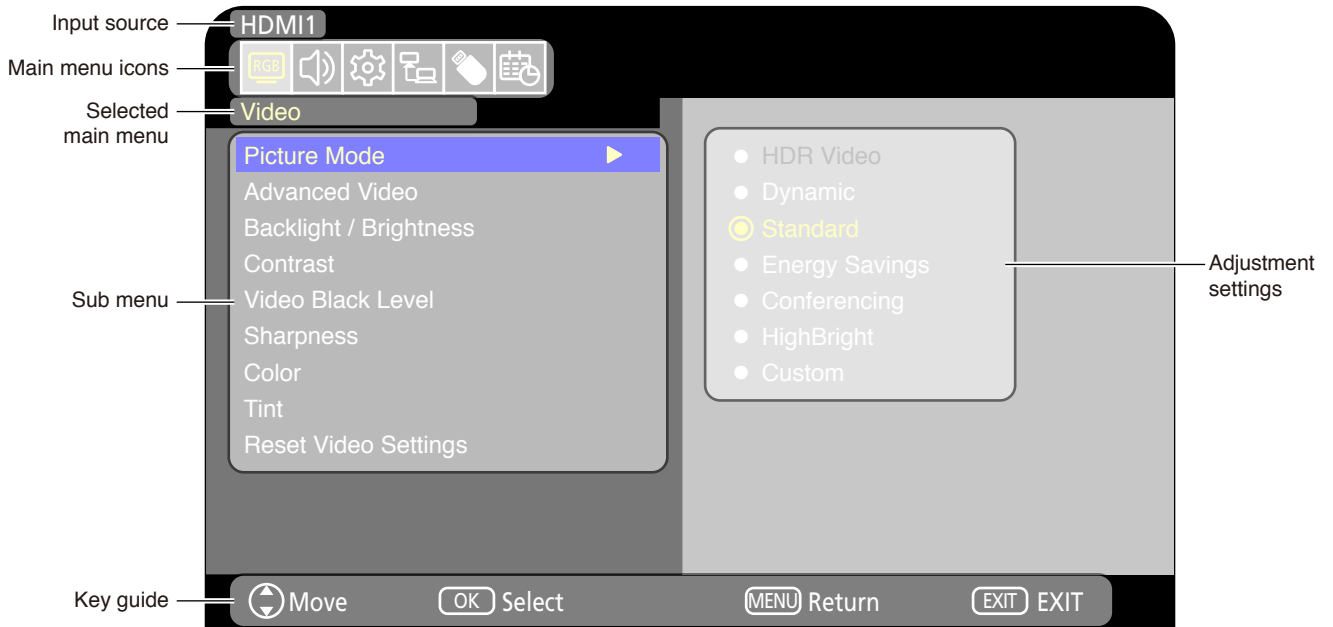 Input source
HDMI1
Main menu icons
RGB
Selected
main menu
Video
Picture Mode
Advanced Video
Backlight / Brightness
Contrast
Sub menu
Video Black Level
Sharpness
Color
Tint
Reset Video Settings
HDR Video
Dynamic
Standard
Energy Savings
Conferencing
HighBright
Custom
Adjustment
settings
Key guide
Move
OK Select
MENU Return
EXIT EXIT